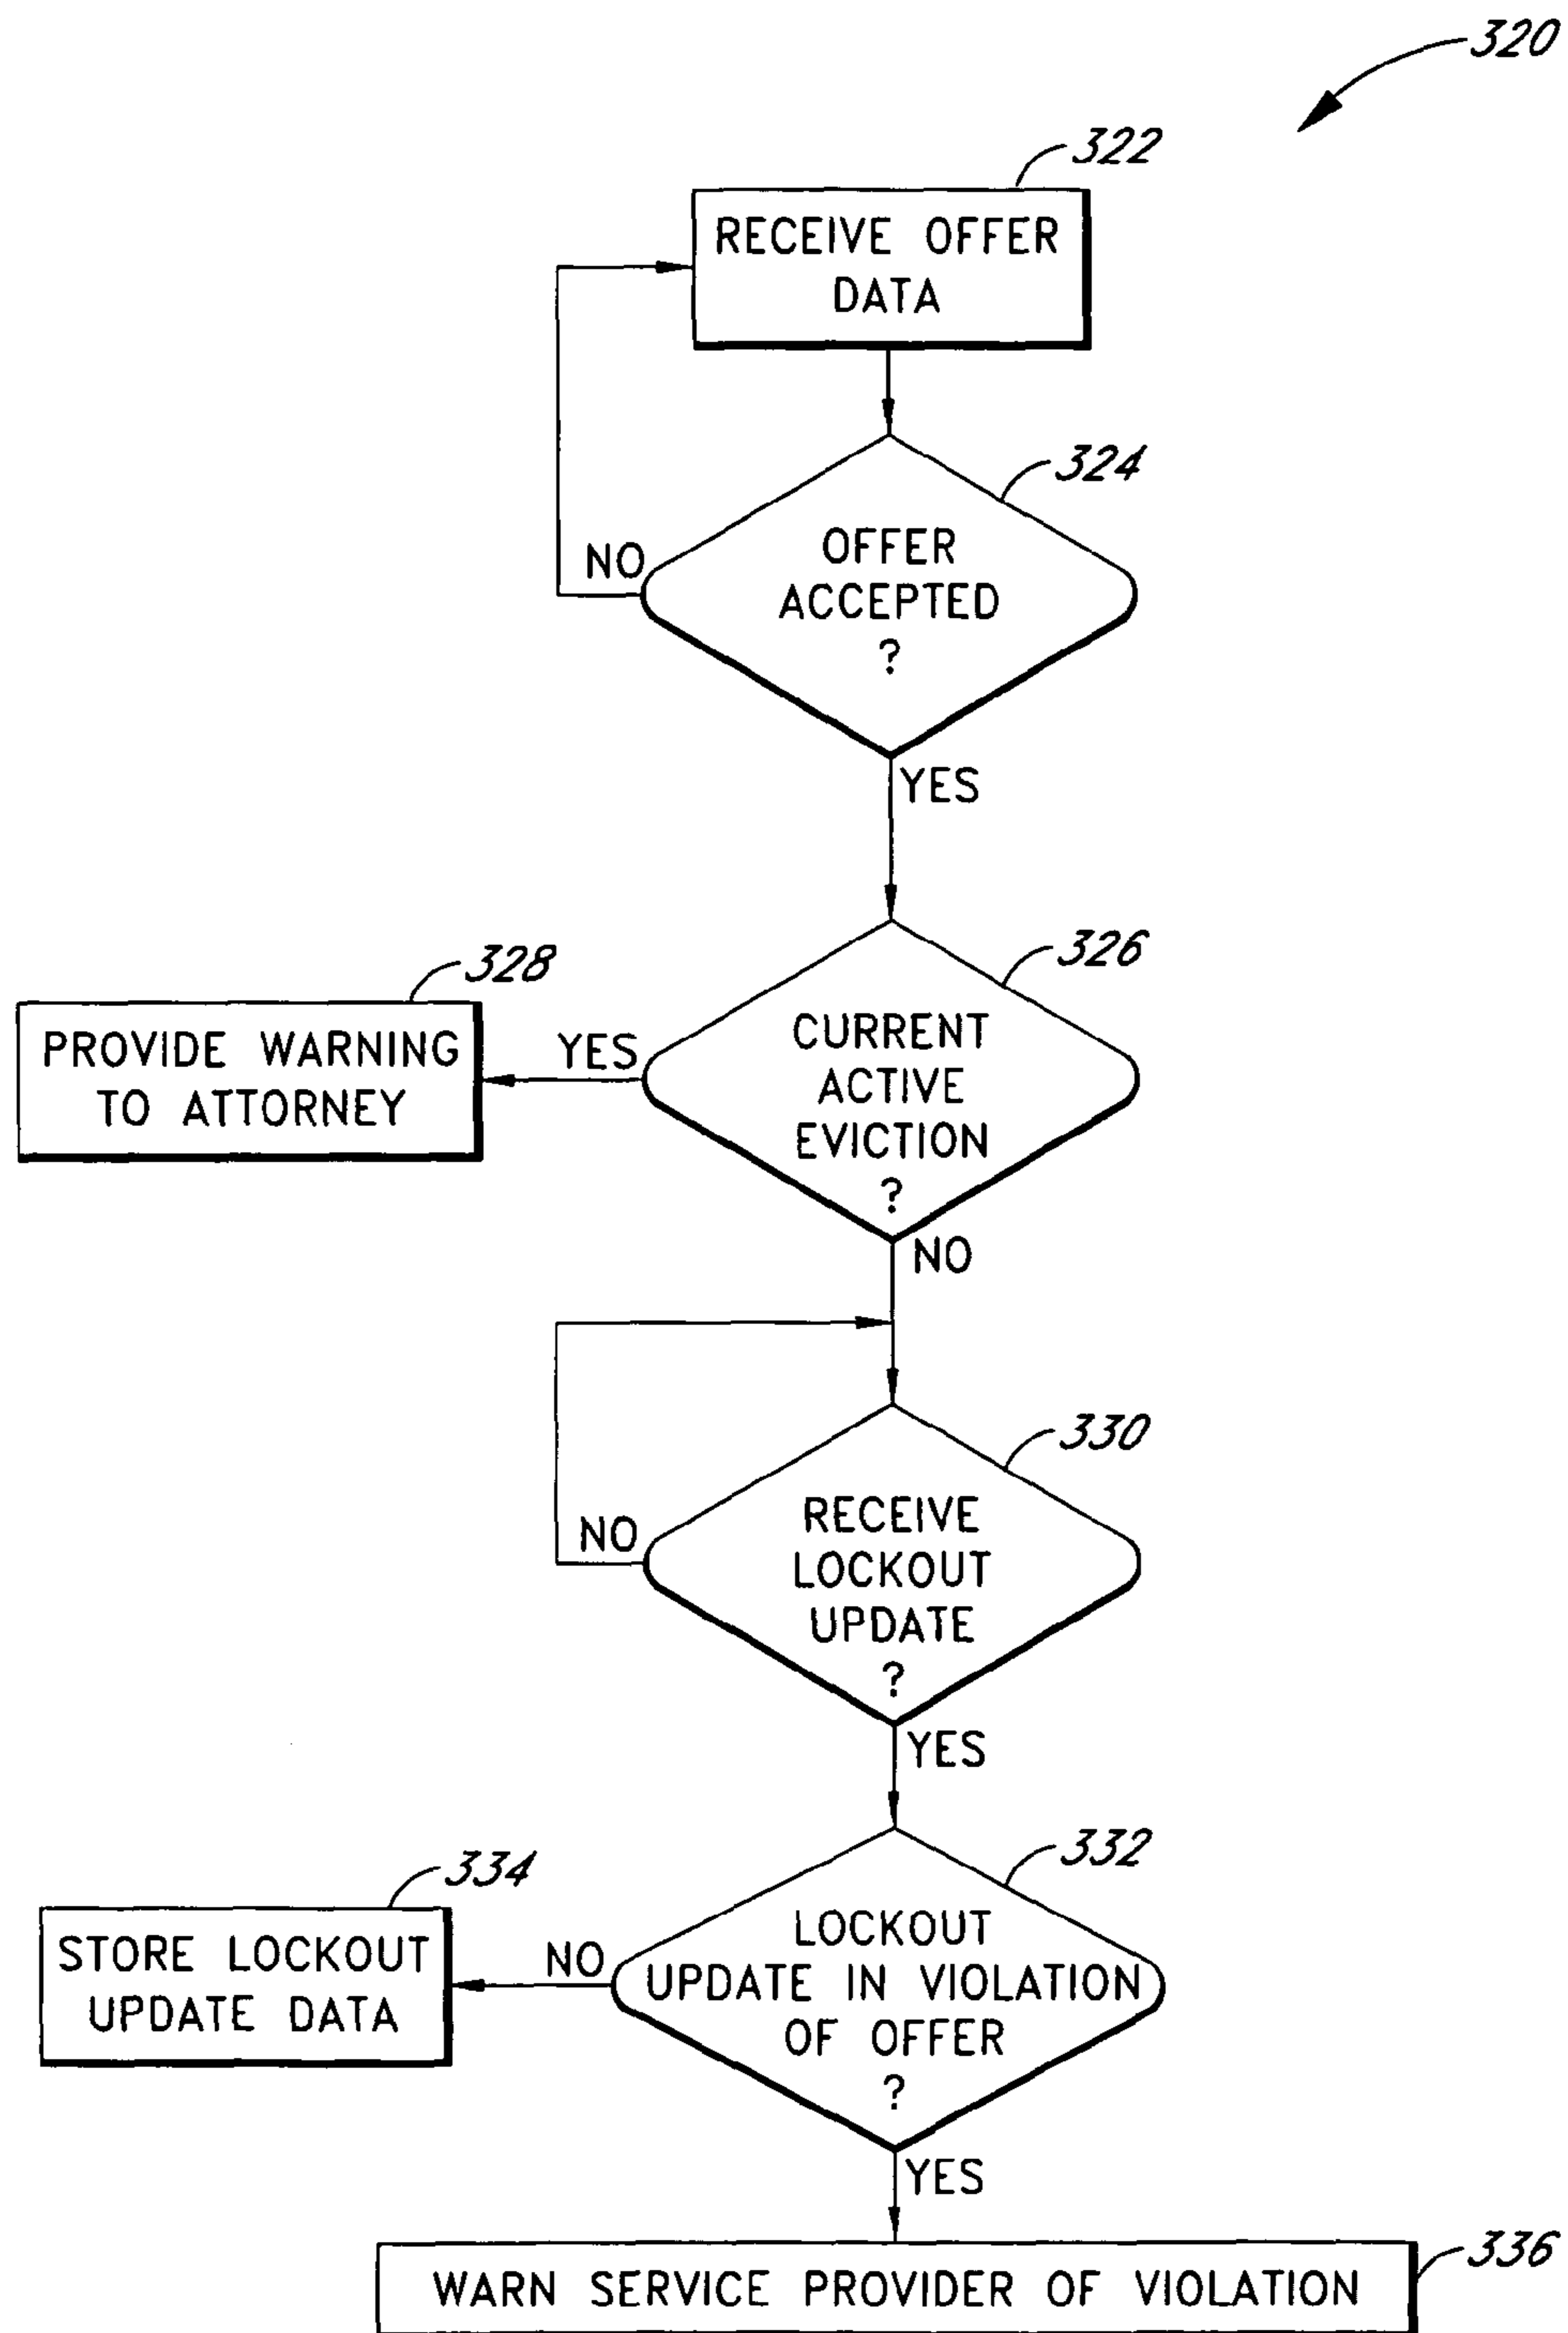 320
322
RECEIVE OFFER
DATA
324
OFFER
ACCEPTED
?
NO
YES
326
CURRENT
ACTIVE
EVICTION
?
328
PROVIDE WARNING
TO ATTORNEY
YES
NO
330
RECEIVE
LOCKOUT
UPDATE
?
NO
YES
332
LOCKOUT
UPDATE IN VIOLATION
OF OFFER
?
334
STORE LOCKOUT
UPDATE DATA
NO
YES
336
WARN SERVICE PROVIDER OF VIOLATION